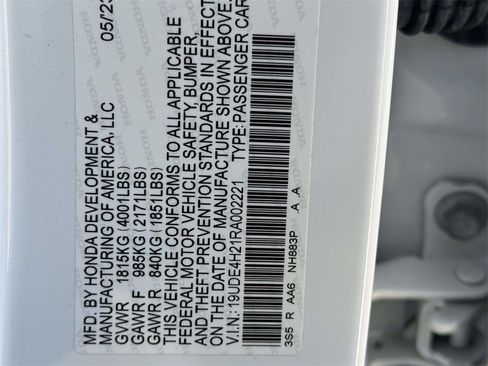 MFD. BY HONDA DEVELOPMENT & 05/23
MANUFACTURING OF AMERICA, LLC
GVWR 1815KG (4001LBS)
GAWR F 985KG (2171LBS)
GAWR R 840KG (1851LBS)
THIS VEHICLE CONFORMS TO ALL APPLICABLE
FEDERAL MOTOR VEHICLE SAFETY, BUMPER,
AND THEFT PREVENTION STANDARDS IN EFFECT
ON THE DATE OF MANUFACTURE SHOWN ABOVE.
V.I.N.: 19UDE4H21RA002221 TYPE: PASSENGER CAR
3S5 R AA6 NH883P A A
HONDA